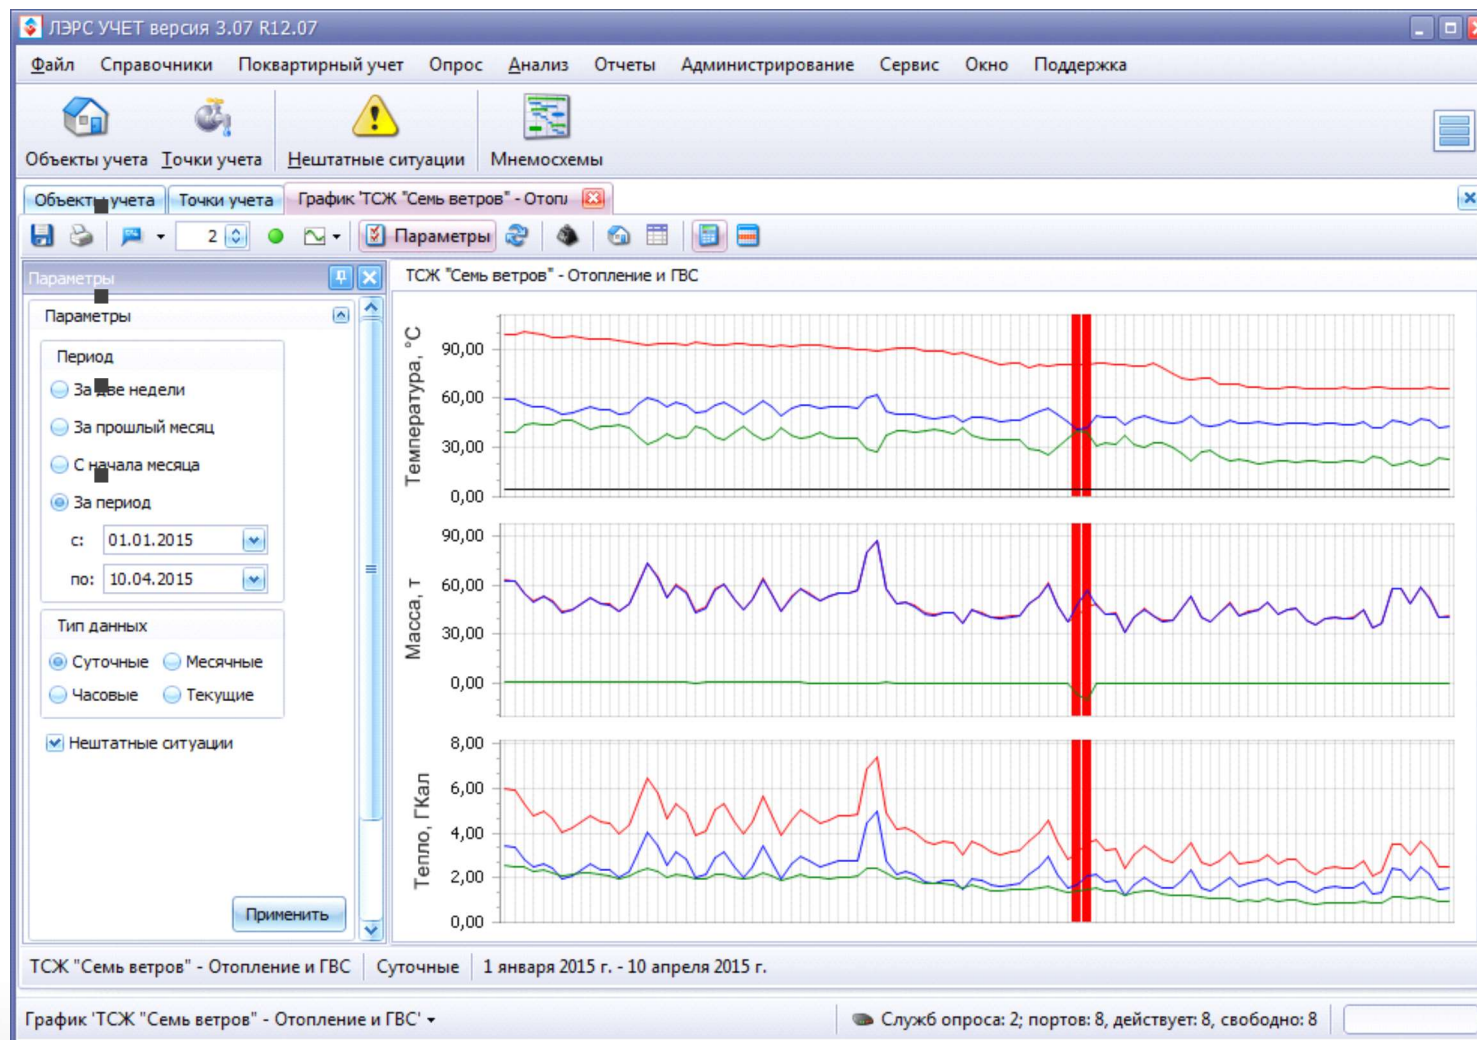 ЛЭРС УЧЕТ версия 3.07 R12.07
Файл Справочники Поквартирный учет Опрос Анализ Отчеты Администрирование Сервис Окно Поддержка
Объекты учета Точки учета Нештатные ситуации Мнемосхемы
Объекты учета Точки учета График 'ТСЖ "Семь ветров" - Отопл
2 Параметры
Параметры
ТСЖ "Семь ветров" - Отопление и ГВС
Параметры
Период
За две недели
За прошлый месяц
С начала месяца
За период
с: 01.01.2015
по: 10.04.2015
Тип данных
Суточные Месячные
Часовые Текущие
Нештатные ситуации
Применить
Температура, °C
90,00
60,00
30,00
0,00
Масса, т
90,00
60,00
30,00
0,00
Тепло, ГКал
8,00
6,00
4,00
2,00
0,00
ТСЖ "Семь ветров" - Отопление и ГВС Суточные 1 января 2015 г. - 10 апреля 2015 г.
График 'ТСЖ "Семь ветров" - Отопление и ГВС' Служб опроса: 2; портов: 8, действует: 8, свободно: 8